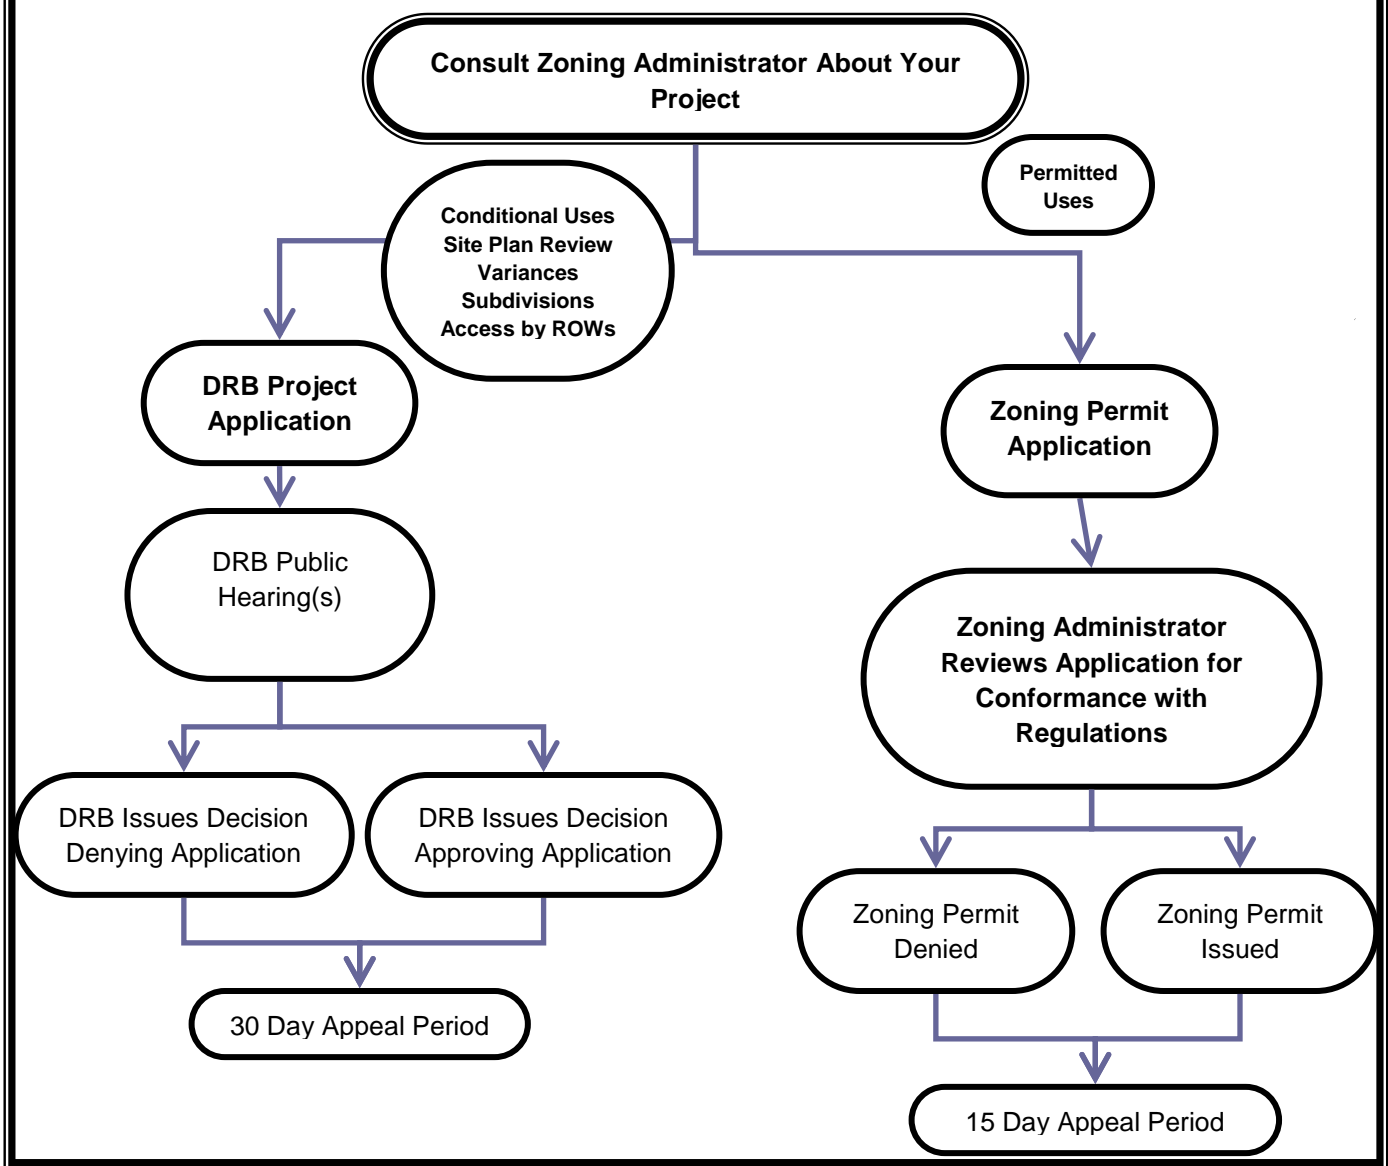 Consult Zoning Administrator About Your
Project
Permitted
Uses
Conditional Uses
Site Plan Review
Variances
Subdivisions
Access by ROWs
DRB Project
Application
Zoning Permit
Application
DRB Public
Hearing(s)
Zoning Administrator
Reviews Application for
Conformance with
Regulations
DRB Issues Decision
Denying Application
DRB Issues Decision
Approving Application
Zoning Permit
Denied
Zoning Permit
Issued
30 Day Appeal Period
15 Day Appeal Period